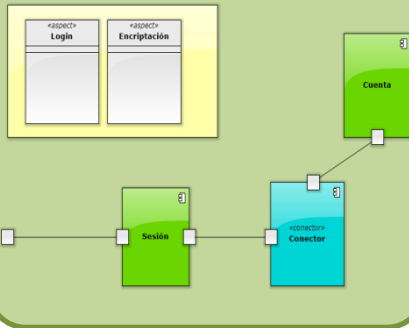 «aspect»
Login
«aspect»
Encriptación
Cuenta
Sesión
«conector»
Conector